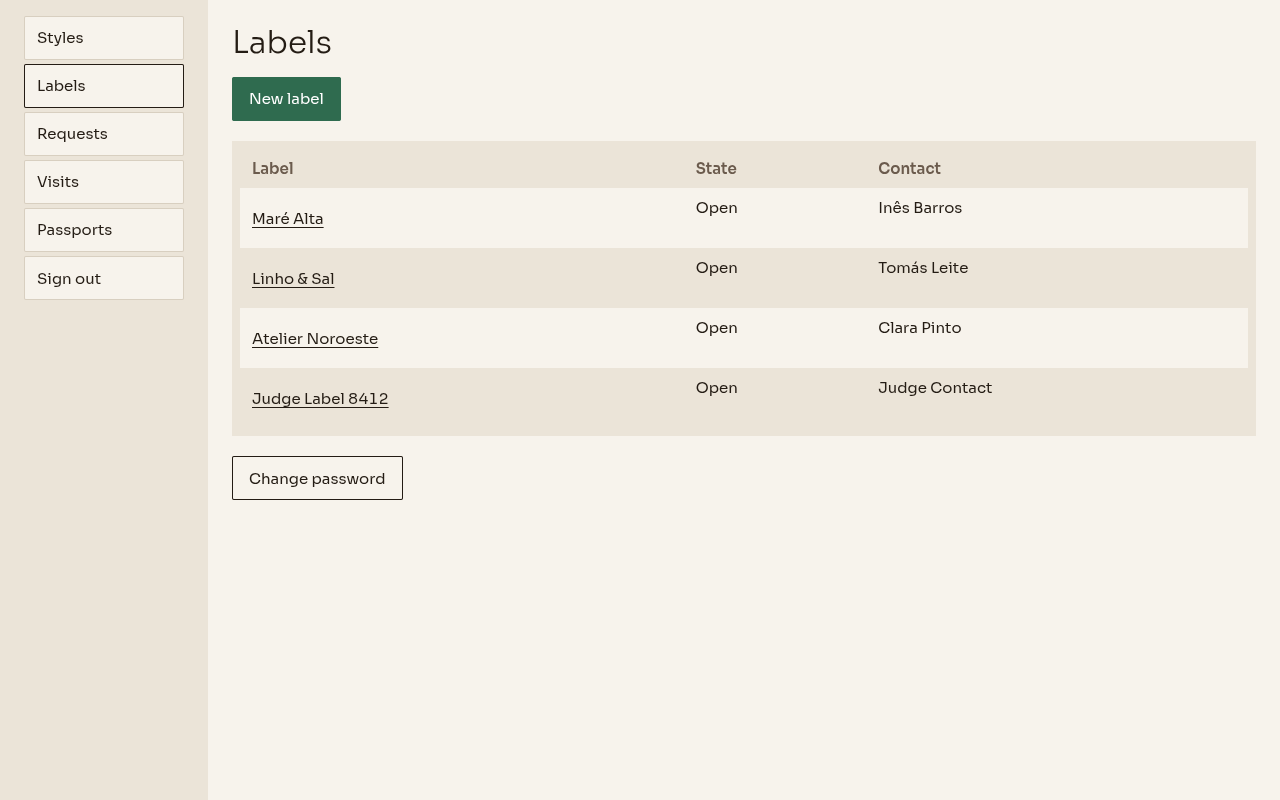 Styles
Labels
Requests
Visits
Passports
Sign out
Labels
New label
Label State Contact
Maré Alta Open Inês Barros
Linho & Sal Open Tomás Leite
Atelier Noroeste Open Clara Pinto
Judge Label 8412 Open Judge Contact
Change password